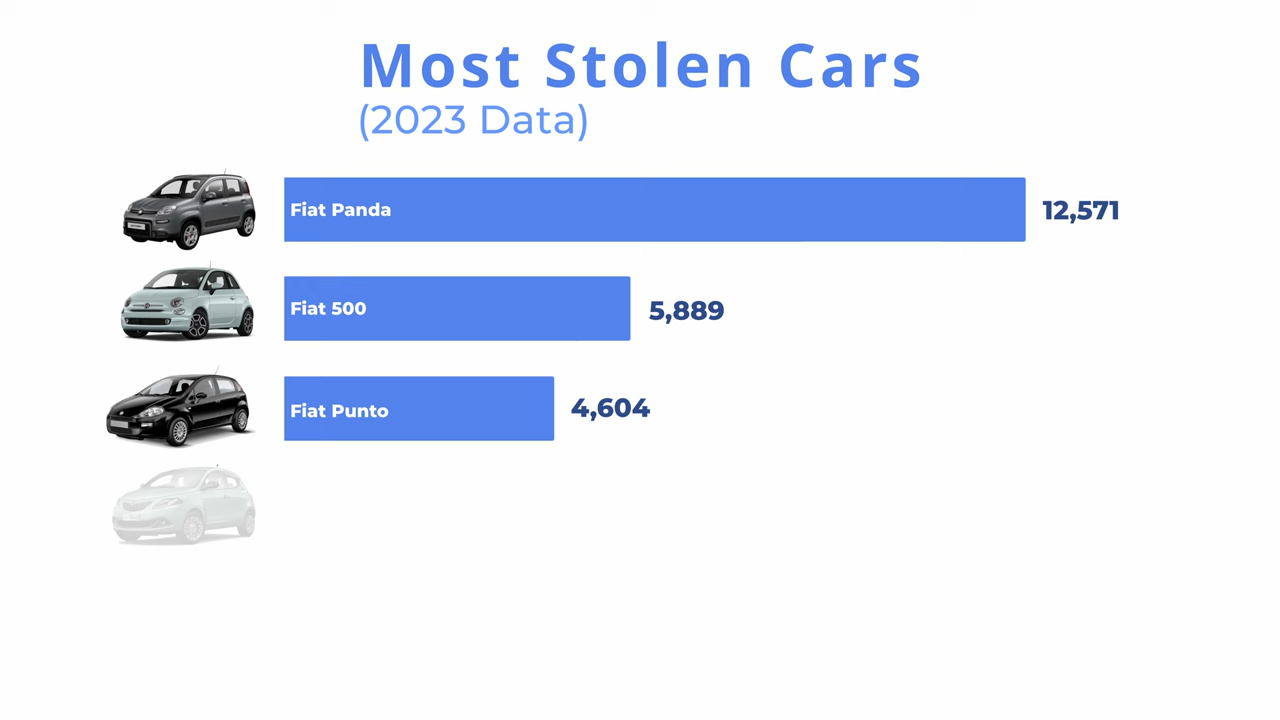 Most Stolen Cars
(2023 Data)
Fiat Panda
12,571
Fiat 500
5,889
Fiat Punto
4,604